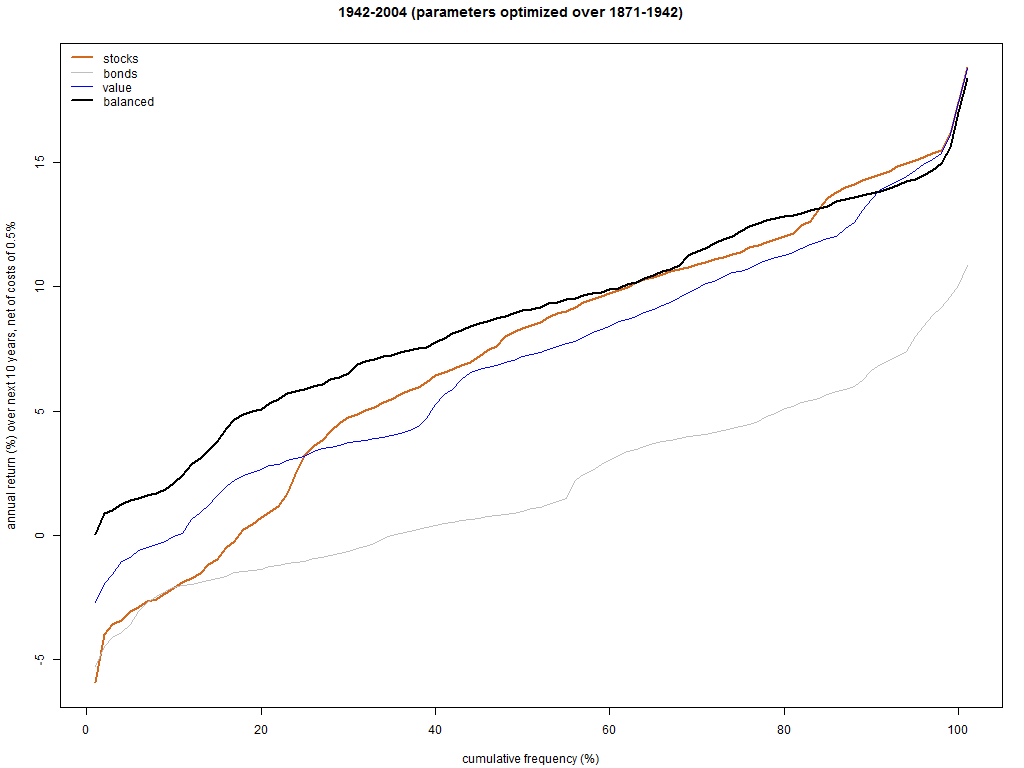 1942-2004 (parameters optimized over 1871-1942)
stocks
bonds
value
balanced
annual return (%) over next 10 years, net of costs of 0.5%
15
10
5
0
-5
0 20 40 60 80 100
cumulative frequency (%)